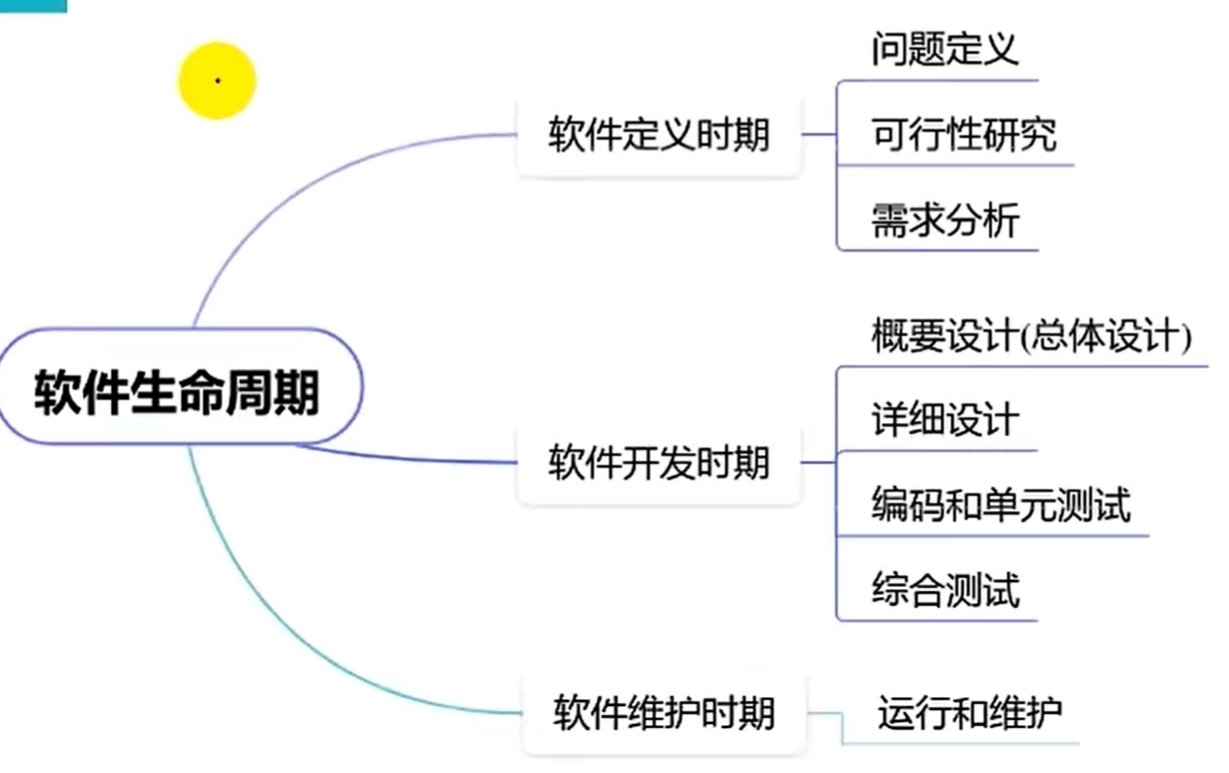 问题定义
软件定义时期
可行性研究
需求分析
软件生命周期
概要设计(总体设计)
详细设计
软件开发时期
编码和单元测试
综合测试
软件维护时期
运行和维护